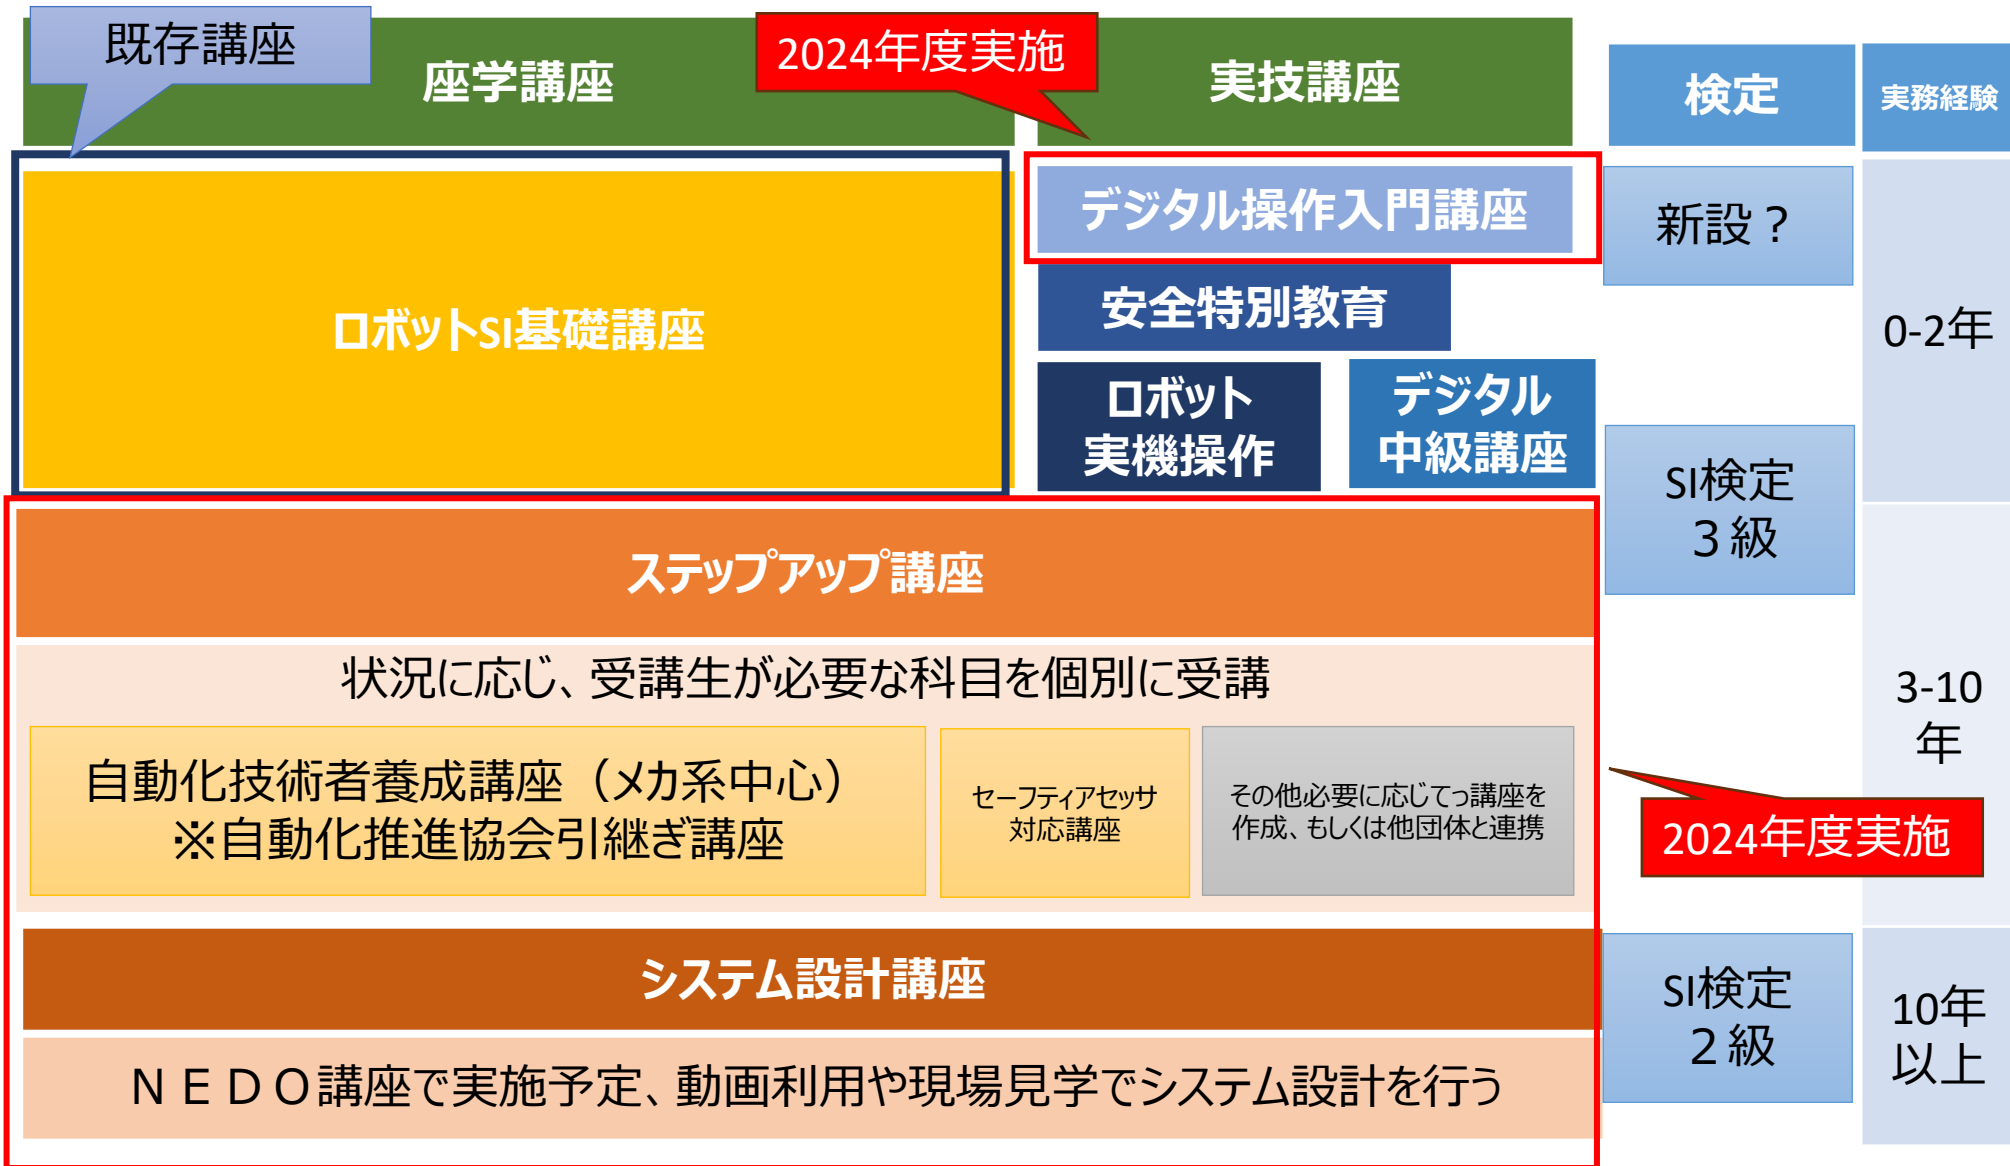 既存講座
座学講座
2024年度実施
実技講座
検定
実務経験
ロボットSI基礎講座
デジタル操作入門講座
安全特別教育
ロボット
実機操作
デジタル
中級講座
新設？
SI検定
３級
0-2年
ステップアップ講座
状況に応じ、受講生が必要な科目を個別に受講
自動化技術者養成講座（メカ系中心）
※自動化推進協会引継ぎ講座
セーフティアセッサ
対応講座
その他必要に応じてっ講座を
作成、もしくは他団体と連携
3-10
年
2024年度実施
システム設計講座
ＮＥＤＯ講座で実施予定、動画利用や現場見学でシステム設計を行う
SI検定
２級
10年
以上